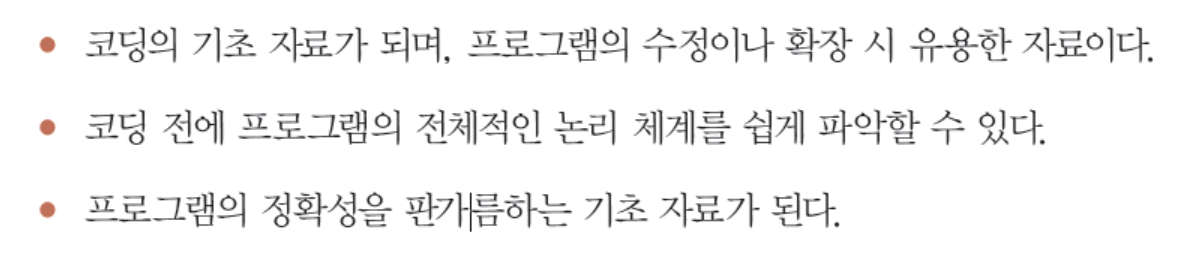 • 코딩의 기초 자료가 되며, 프로그램의 수정이나 확장 시 유용한 자료이다.
• 코딩 전에 프로그램의 전체적인 논리 체계를 쉽게 파악할 수 있다.
• 프로그램의 정확성을 판가름하는 기초 자료가 된다.